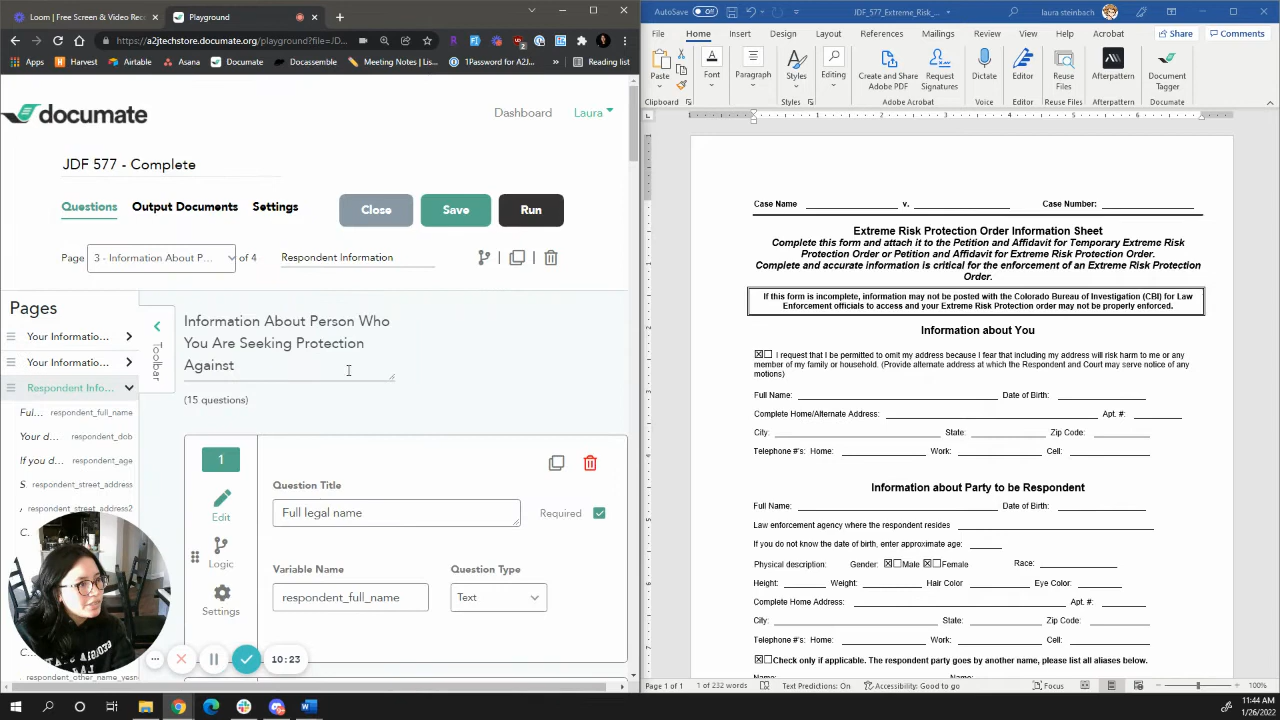 Loom | Free Screen & Video Rec
Playground
https://a2jtechstore.documate.org/playground?file=JD...
Apps
Harvest
Airtable
Asana
Documate
Docassemble
Meeting Notes | Lis...
1Password for A2J...
»
Reading list
documate
Dashboard
Laura
JDF 577 - Complete
Questions
Output Documents
Settings
Close
Save
Run
Page
3 - Information About P...
of 4
Respondent Information
Pages
Your Informatio...
Your Informatio...
Respondent Info...
Ful... respondent_full_name
Your d... respondent_dob
If you d... respondent_age
S respondent_street_address
respondent_street_address2
C.
C...
respondent_other_name_yesn
Toolbar
Information About Person Who
You Are Seeking Protection
Against
(15 questions)
1
Edit
Logic
Settings
Question Title
Full legal name
Required
Variable Name
respondent_full_name
Question Type
Text
10:23
AutoSave Off
JDF_577_Extreme_Risk_...
laura steinbach
File Home Insert Design Layout References Mailings Review View Help Acrobat
Share
Comments
Paste
Clipboard
Font
Paragraph
Styles
Styles
Editing
Create and Share
Adobe PDF
Request
Signatures
Adobe Acrobat
Dictate
Voice
Editor
Editor
Reuse
Files
Reuse Files
Afterpattern
Afterpattern
Document
Tagger
Documate
Case Name v. Case Number:
Extreme Risk Protection Order Information Sheet
Complete this form and attach it to the Petition and Affidavit for Temporary Extreme Risk
Protection Order or Petition and Affidavit for Extreme Risk Protection Order.
Complete and accurate information is critical for the enforcement of an Extreme Risk Protection
Order.
If this form is incomplete, information may not be posted with the Colorado Bureau of Investigation (CBI) for Law
Enforcement officials to access and your Extreme Risk Protection order may not be properly enforced.
Information about You
☒☐ I request that I be permitted to omit my address because I fear that including my address will risk harm to me or any
member of my family or household. (Provide alternate address at which the Respondent and Court may serve notice of any
motions)
Full Name: Date of Birth:
Complete Home/Alternate Address: Apt. #:
City: State: Zip Code:
Telephone #'s: Home: Work: Cell:
Information about Party to be Respondent
Full Name: Date of Birth:
Law enforcement agency where the respondent resides
If you do not know the date of birth, enter approximate age:
Physical description: Gender: ☒☐Male ☒☐Female Race:
Height: Weight: Hair Color Eye Color:
Complete Home Address: Apt. #:
City: State: Zip Code:
Telephone #'s: Home: Work: Cell:
☒☐Check only if applicable. The respondent party goes by another name, please list all aliases below.
Page 1 of 1
1 of 232 words
Text Predictions: On
Accessibility: Good to go
Focus
100%
11:44 AM
1/26/2022